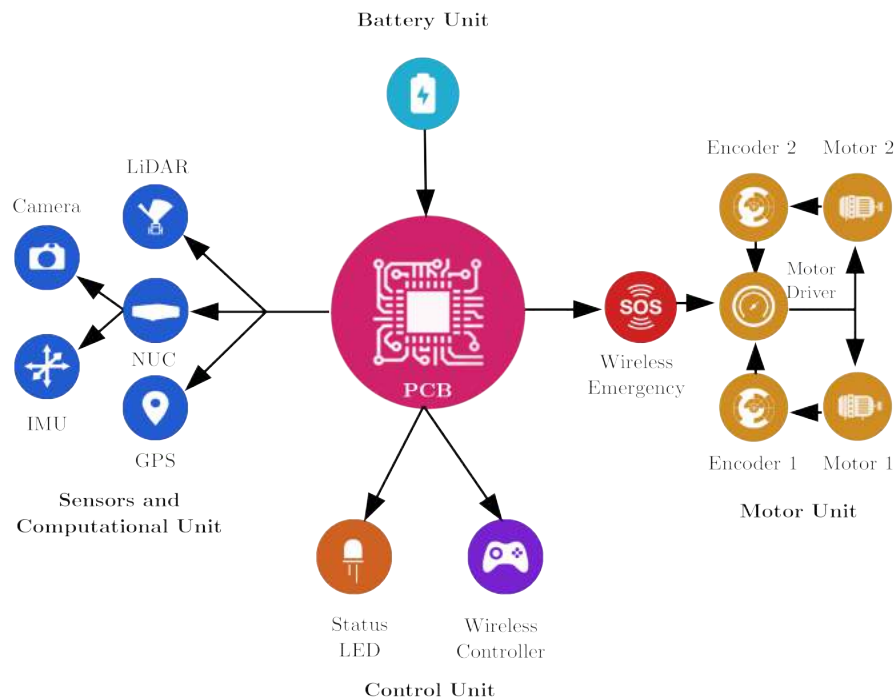 Battery Unit
LiDAR
Camera
NUC
IMU
GPS
Sensors and
Computational Unit
PCB
SOS
Wireless
Emergency
Encoder 2
Motor 2
Motor
Driver
Encoder 1
Motor 1
Motor Unit
Status
LED
Wireless
Controller
Control Unit